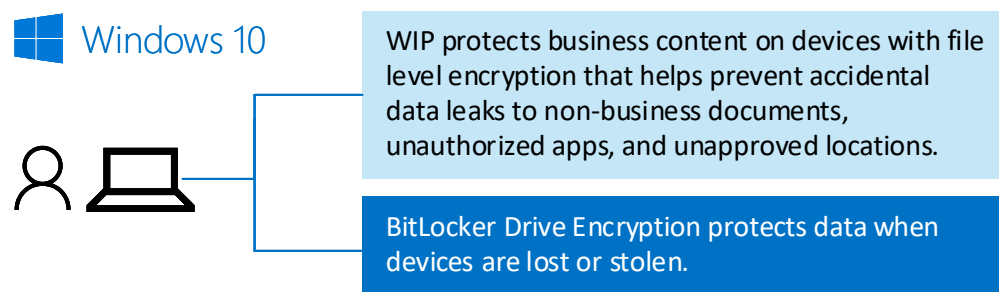 Windows 10
WIP protects business content on devices with file
level encryption that helps prevent accidental
data leaks to non-business documents,
unauthorized apps, and unapproved locations.
BitLocker Drive Encryption protects data when
devices are lost or stolen.